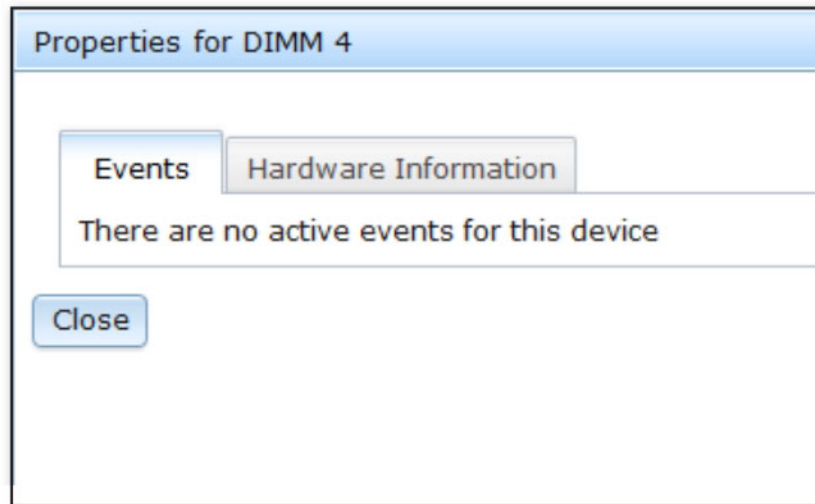 Properties for DIMM 4
Events
Hardware Information
There are no active events for this device
Close